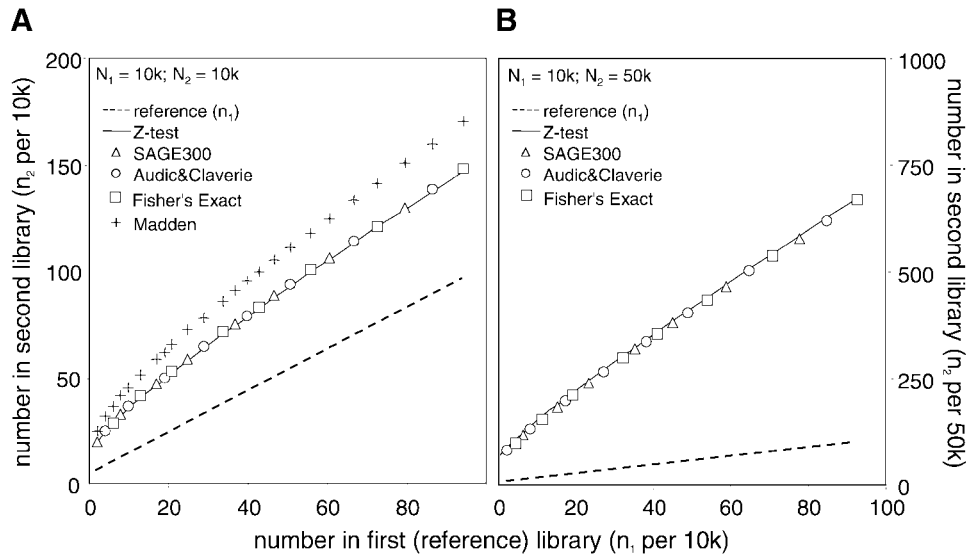 A
B
200
150
100
50
0
number in second library (n2 per 10k)
N1 = 10k; N2 = 10k
reference (n1)
Z-test
SAGE300
Audic&Claverie
Fisher's Exact
Madden
0 20 40 60 80
N1 = 10k; N2 = 50k
reference (n1)
Z-test
SAGE300
Audic&Claverie
Fisher's Exact
0 20 40 60 80 100
1000
750
500
250
0
number in second library (n2 per 50k)
number in first (reference) library (n1 per 10k)